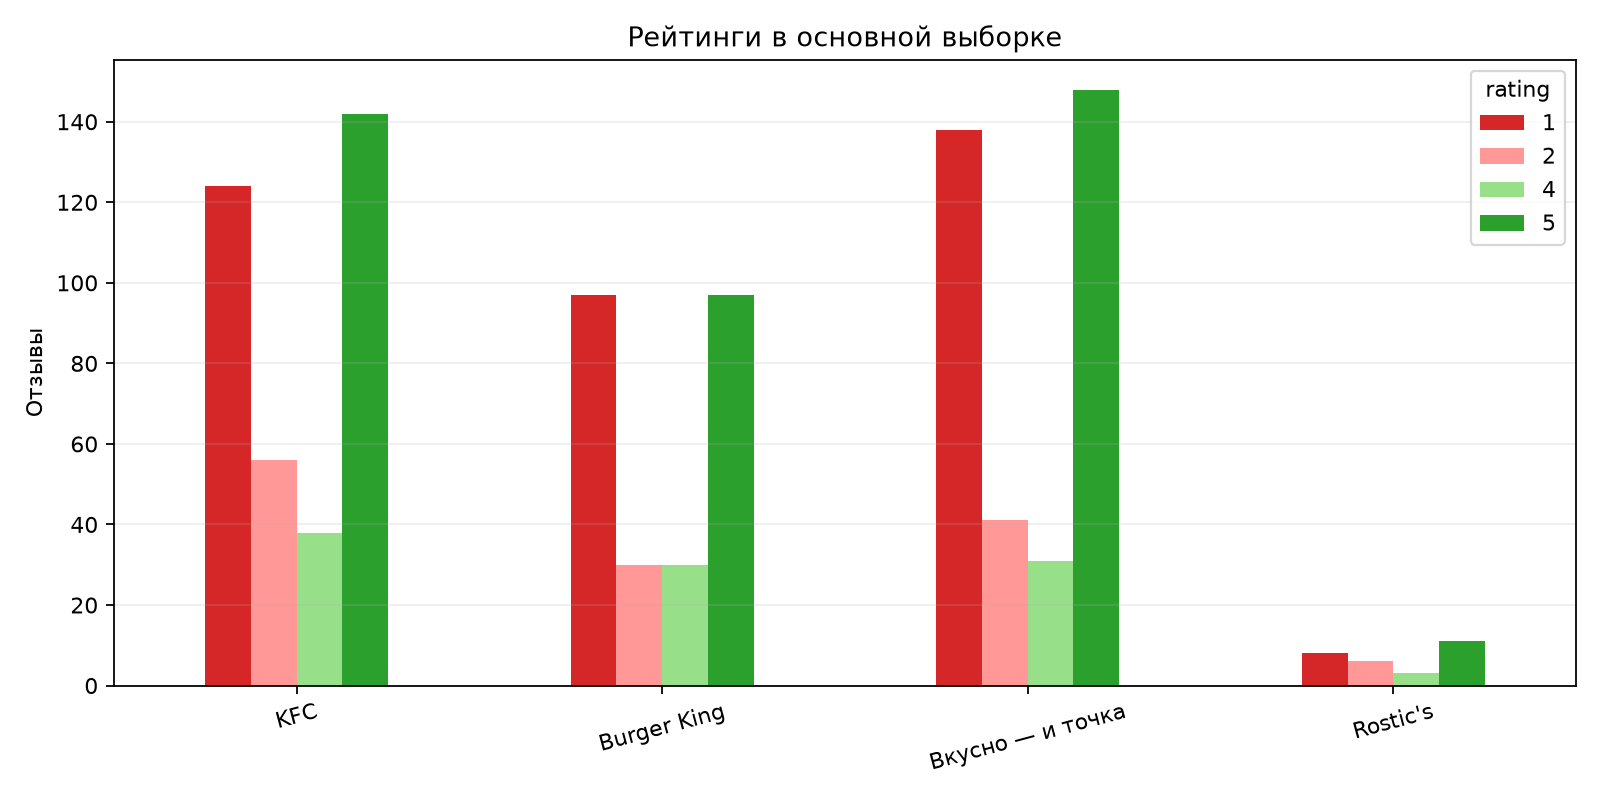 Рейтинги в основной выборке
Отзывы
140
120
100
80
60
40
20
0
KFC
Burger King
Вкусно — и точка
Rostic's
rating
1
2
4
5